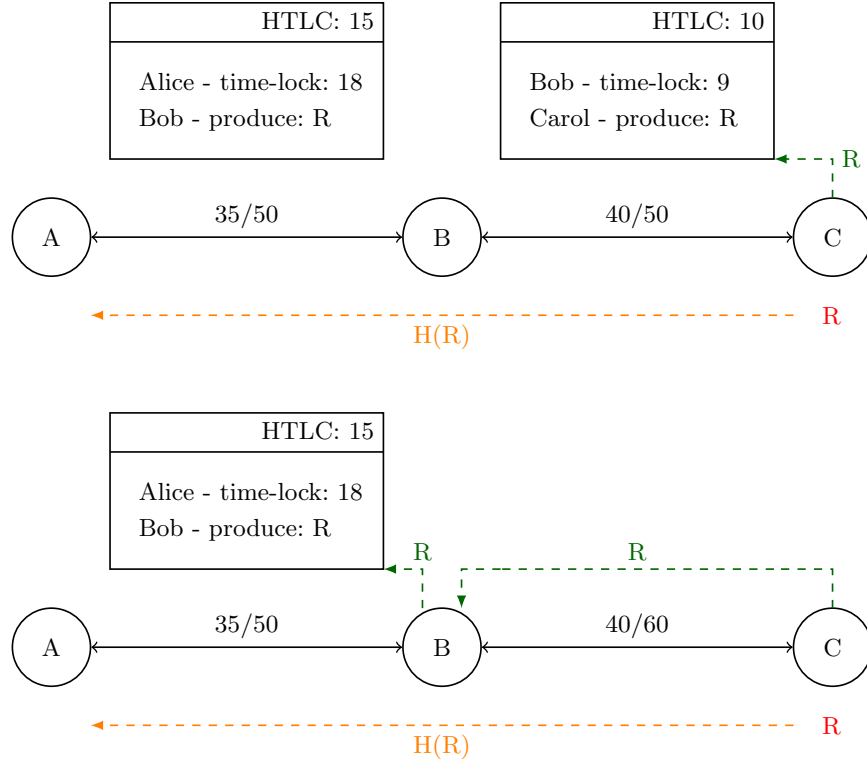 HTLC: 15
HTLC: 10
Alice - time-lock: 18
Bob - produce: R
Bob - time-lock: 9
Carol - produce: R
R
35/50
40/50
A
B
C
H(R)
R
HTLC: 15
Alice - time-lock: 18
Bob - produce: R
R
R
35/50
40/60
A
B
C
H(R)
R